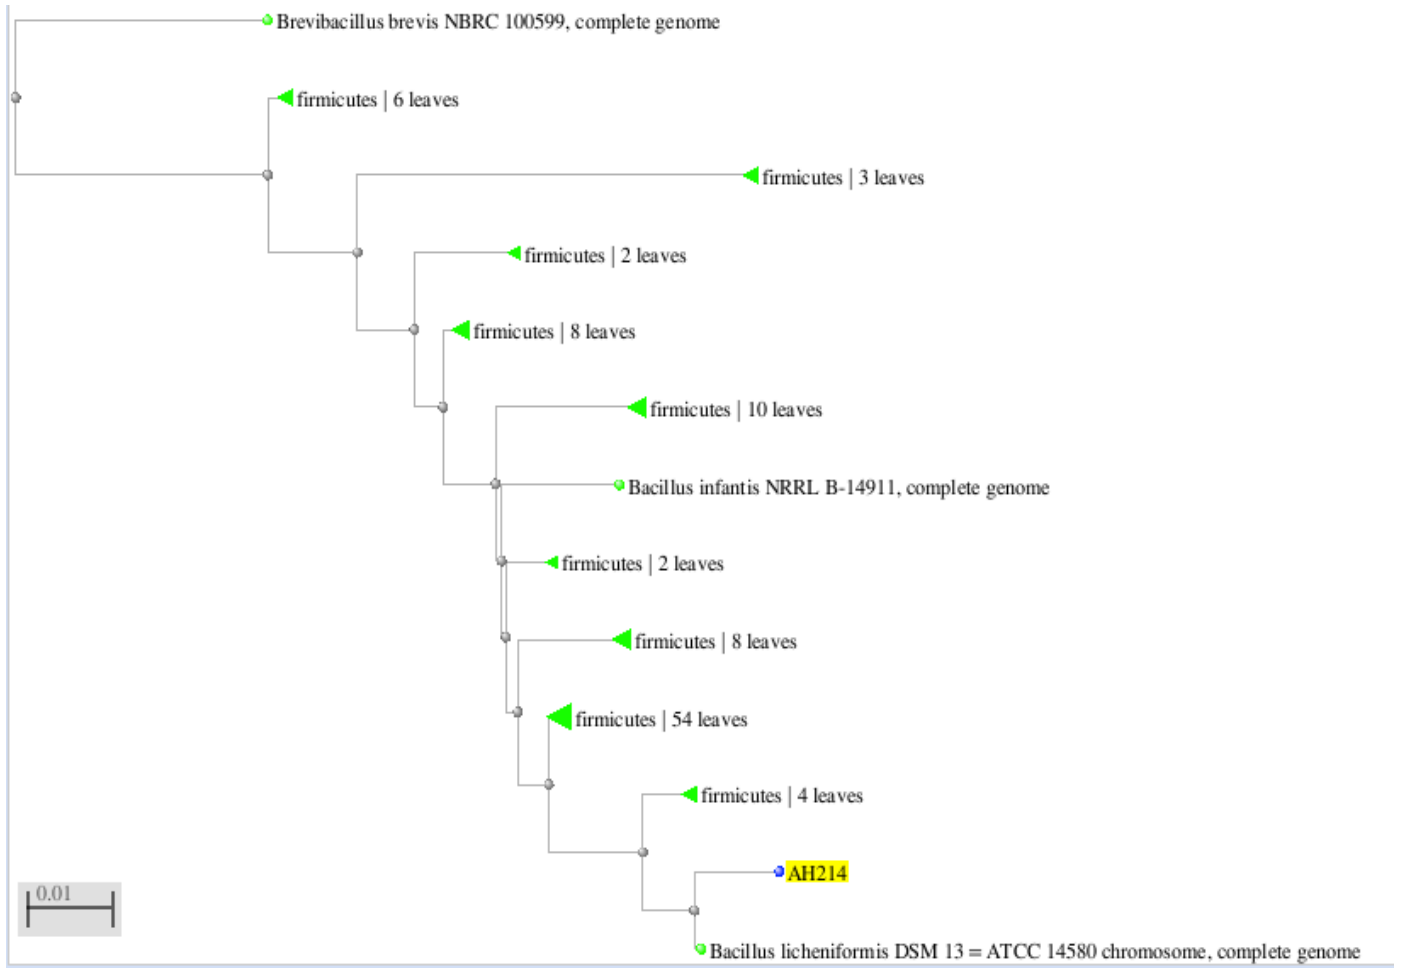 Brevibacillus brevis NBRC 100599, complete genome
firmicutes | 6 leaves
firmicutes | 3 leaves
firmicutes | 2 leaves
firmicutes | 8 leaves
firmicutes | 10 leaves
Bacillus infantis NRRL B-14911, complete genome
firmicutes | 2 leaves
firmicutes | 8 leaves
firmicutes | 54 leaves
firmicutes | 4 leaves
AH214
0.01
Bacillus licheniformis DSM 13 = ATCC 14580 chromosome, complete genome